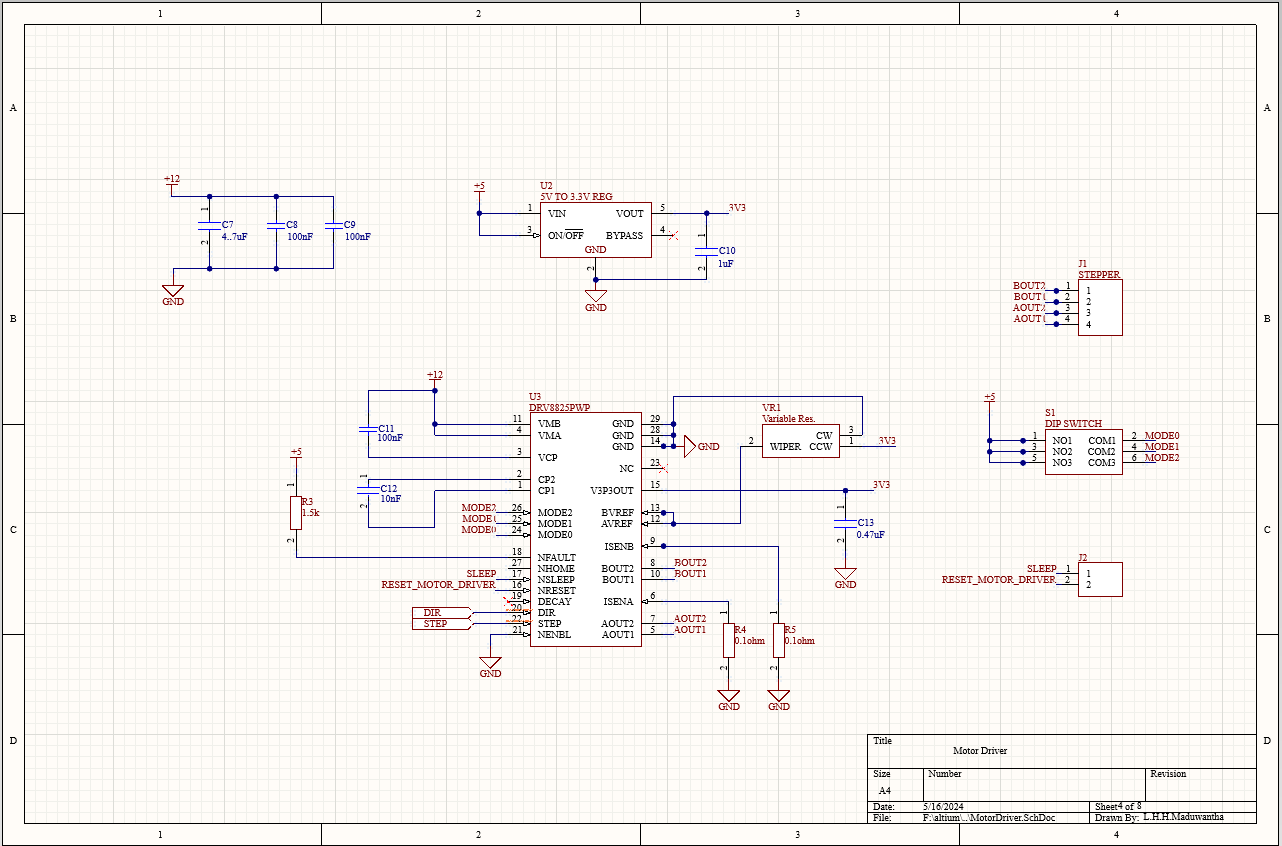 1 2 3 4
A A
B B
C C
D D
+12
1
C7
4..7uF
2
C8
100nF
C9
100nF
GND
+5
U2
5V TO 3.3V REG
1 VIN VOUT 5
3 ON/OFF BYPASS 4
GND
2
3V3
1
C10
1uF
2
GND
J1
STEPPER
BOUT2 1 1
BOUT1 2 2
AOUT2 3 3
AOUT1 4 4
+12
C11
100nF
1
C12
10nF
2
+5
1
R3
1.5k
2
U3
DRV8825PWP
11 VMB GND 29
4 VMA GND 28
GND 14
GND
3 VCP
NC 23
2 CP2
1 CP1 V3P3OUT 15
MODE2 26 MODE2 BVREF 13
MODE1 25 MODE1 AVREF 12
MODE0 24 MODE0
ISENB 9
18 NFAULT
27 NHOME BOUT2 8 BOUT2
SLEEP 17 NSLEEP BOUT1 10 BOUT1
RESET_MOTOR_DRIVER 16 NRESET
19 DECAY ISENA 6
DIR 20 DIR
STEP 22 STEP AOUT2 7 AOUT2
21 NENBL AOUT1 5 AOUT1
GND
VR1
Variable Res.
CW 3
2 WIPER CCW 1
3V3
3V3
1
C13
0.47uF
2
GND
1
R4
0.1ohm
2
GND
1
R5
0.1ohm
2
GND
+5
S1
DIP SWITCH
1 NO1 COM1 2 MODE0
3 NO2 COM2 4 MODE1
5 NO3 COM3 6 MODE2
J2
SLEEP 1 1
RESET_MOTOR_DRIVER 2 2
Title
Motor Driver
Size Number Revision
A4
Date: 5/16/2024 Sheet4 of 8
File: F:\altium\..\MotorDriver.SchDoc Drawn By: L.H.H.Maduwantha
1 2 3 4